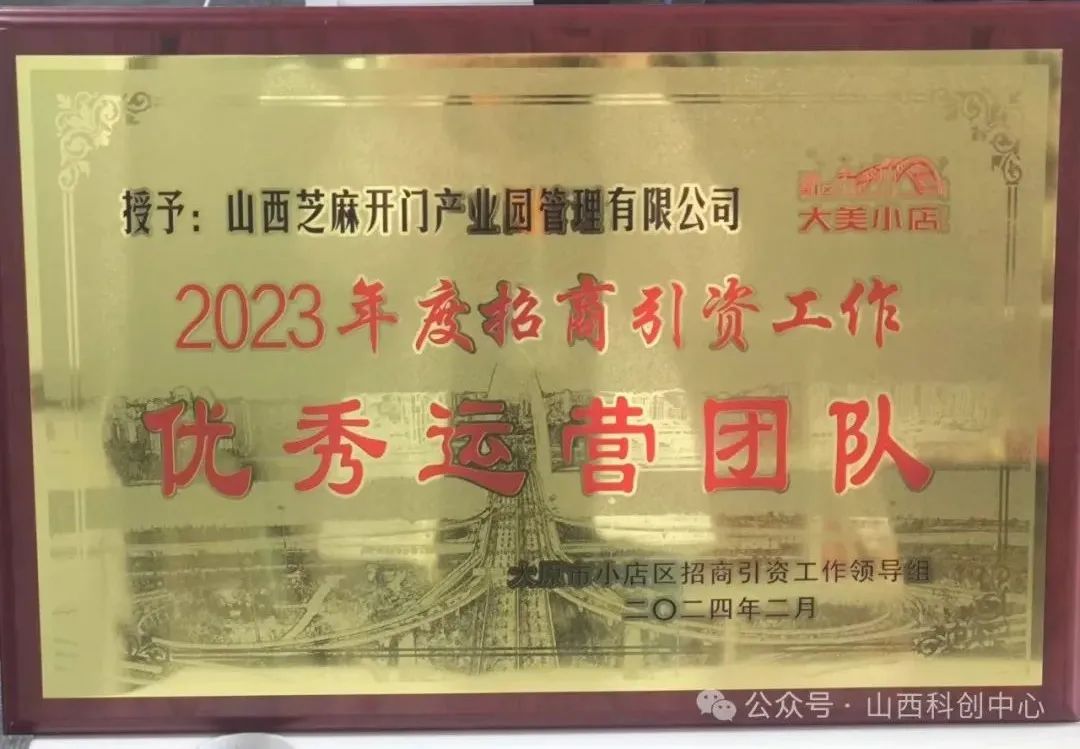 授予：山西芝麻开门产业园管理有限公司
大美小店
2023年度招商引资工作
优秀运营团队
太原市小店区招商引资工作领导组
二〇二四年二月
公众号·山西科创中心